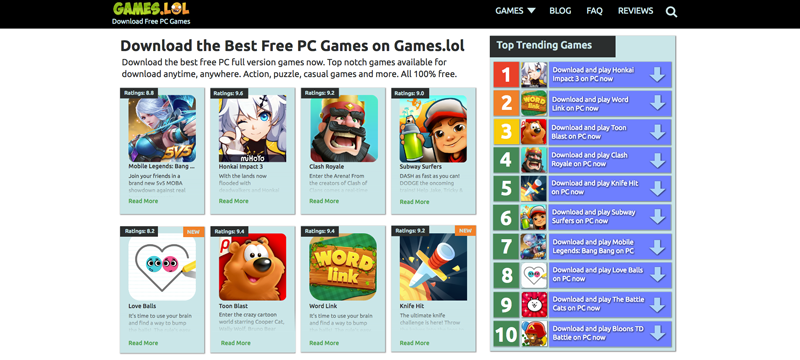 GAMES.LOL
Download Free PC Games
GAMES BLOG FAQ REVIEWS
Download the Best Free PC Games on Games.lol
Download the best free PC full version games now. Top notch games available for
download anytime, anywhere. Action, puzzle, casual games and more. All 100% free.
Ratings: 8.8
5V5
Mobile Legends: Bang ...
Join your friends in a
brand new 5v5 MOBA
showdown against real
Read More
Ratings: 9.6
miHoYo
Honkai Impact 3
With the lands now
flooded with
Read More
Ratings: 9.2
Clash Royale
Enter the Arena! From the
creators of Clash of
Read More
Ratings: 9.0
Subway Surfers
DASH as fast as you can!
DODGE the oncoming
Read More
Ratings: 8.2
NEW
Love Balls
It's time to use your brain
and find a way to bump
Read More
Ratings: 9.4
Toon Blast
Enter the crazy cartoon
world starring Cooper Cat,
Read More
Ratings: 9.4
WORD
link
Word Link
It's time to use your brain
and find a way to bump
Read More
Ratings: 9.2
NEW
Knife Hit
The ultimate knife
challenge is here! Throw
Read More
Top Trending Games
1 Download and play Honkai
Impact 3 on PC now
2 WORD link Download and play Word
Link on PC now
3 Download and play Toon
Blast on PC now
4 Download and play Clash
Royale on PC now
5 Download and play Knife Hit
on PC now
6 Download and play Subway
Surfers on PC now
7 Download and play Mobile
Legends: Bang Bang on PC
8 Download and play Love Balls
on PC now
9 Download and play The Battle
Cats on PC now
10 Download and play Bloons TD
Battle on PC now